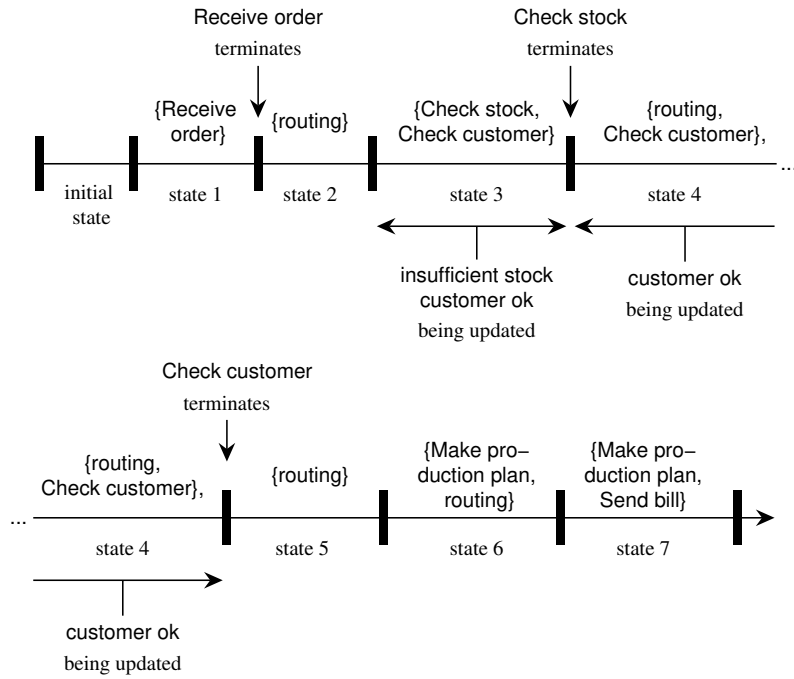 Receive order
terminates
Check stock
terminates
{Receive
order}
{routing}
{Check stock,
Check customer}
{routing,
Check customer},
...
initial
state
state 1
state 2
state 3
state 4
insufficient stock
customer ok
being updated
customer ok
being updated
Check customer
terminates
...
{routing,
Check customer},
{routing}
{Make pro−
duction plan,
routing}
{Make pro−
duction plan,
Send bill}
state 4
state 5
state 6
state 7
customer ok
being updated